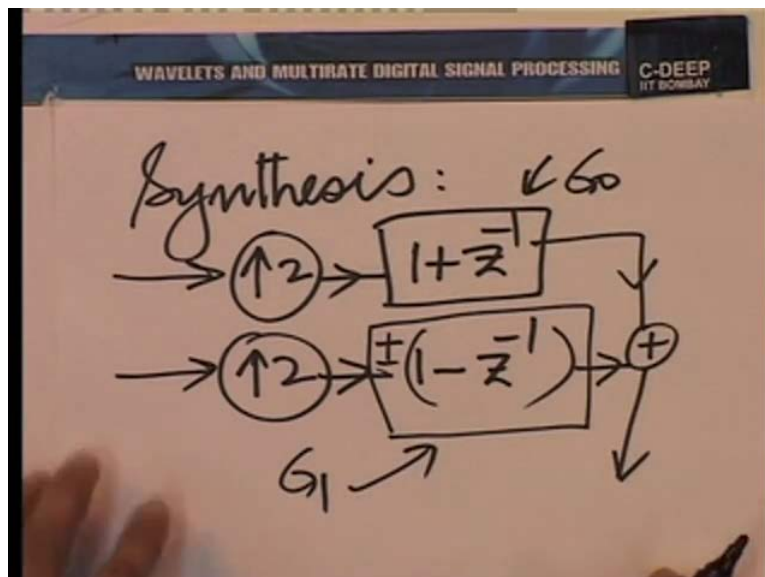 WAVELETS AND MULTIRATE DIGITAL SIGNAL PROCESSING
C-DEEP
IIT BOMBAY
Synthesis: ↙ G₀
→ ↑2 → 1 + z⁻¹
→ ↑2 → ±(1 − z⁻¹) → +
G₁